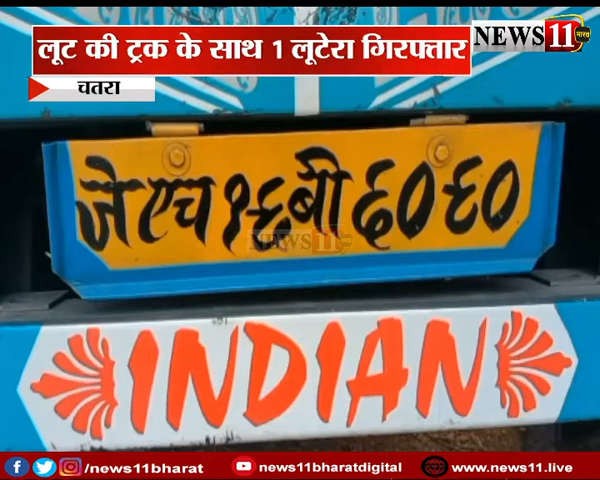 लूट की ट्रक के साथ 1 लूटेरा गिरफ्तार
NEWS 11 भारत
चतरा
जे एच १६ बी ६०६०
NEWS 11
INDIAN
/news11bharat
news11bharatdigital
www.news11.live